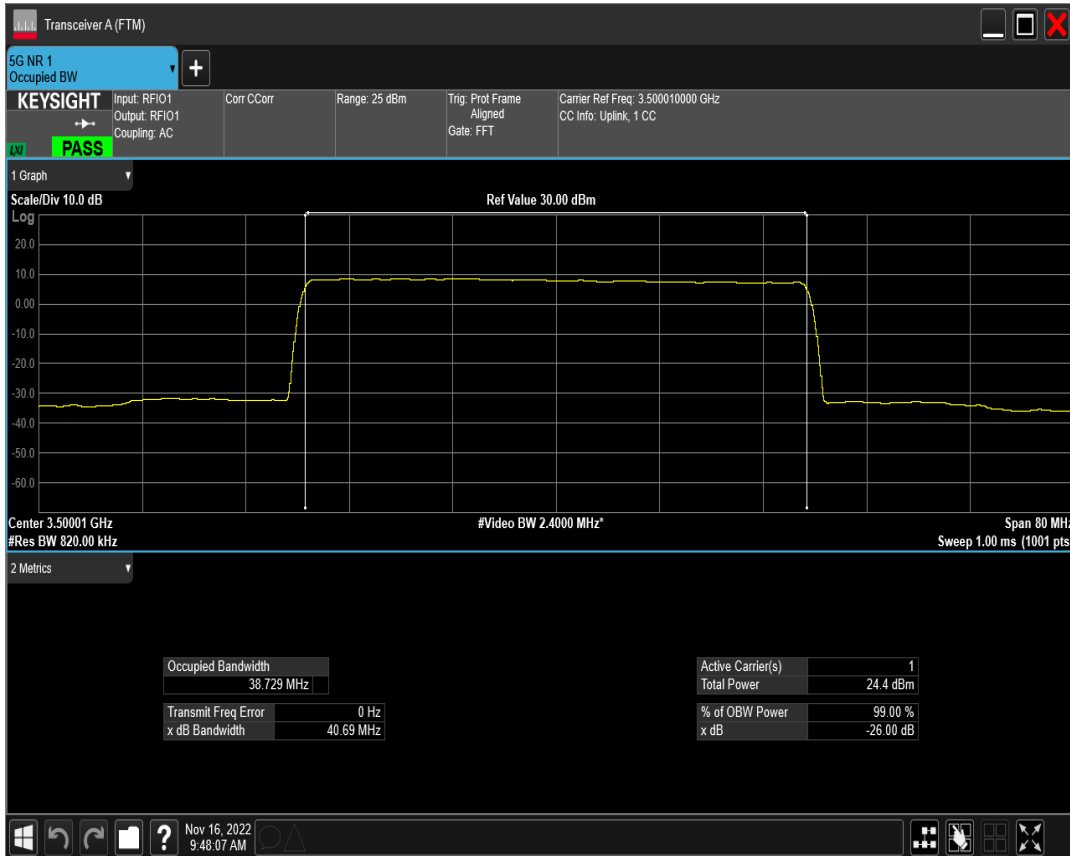 Transceiver A (FTM)
5G NR 1
Occupied BW
+
KEYSIGHT
LXI
PASS
Input: RFIO1
Output: RFIO1
Coupling: AC
Corr CCorr
Range: 25 dBm
Trig: Prot Frame
Aligned
Gate: FFT
Carrier Ref Freq: 3.500010000 GHz
CC Info: Uplink, 1 CC
1 Graph
Scale/Div 10.0 dB
Ref Value 30.00 dBm
Log
20.0
10.0
0.00
-10.0
-20.0
-30.0
-40.0
-50.0
-60.0
Center 3.50001 GHz
#Video BW 2.4000 MHz*
Span 80 MHz
#Res BW 820.00 kHz
Sweep 1.00 ms (1001 pts
2 Metrics
Occupied Bandwidth
38.729 MHz
Transmit Freq Error 0 Hz
x dB Bandwidth 40.69 MHz
Active Carrier(s) 1
Total Power 24.4 dBm
% of OBW Power 99.00 %
x dB -26.00 dB
?
Nov 16, 2022
9:48:07 AM